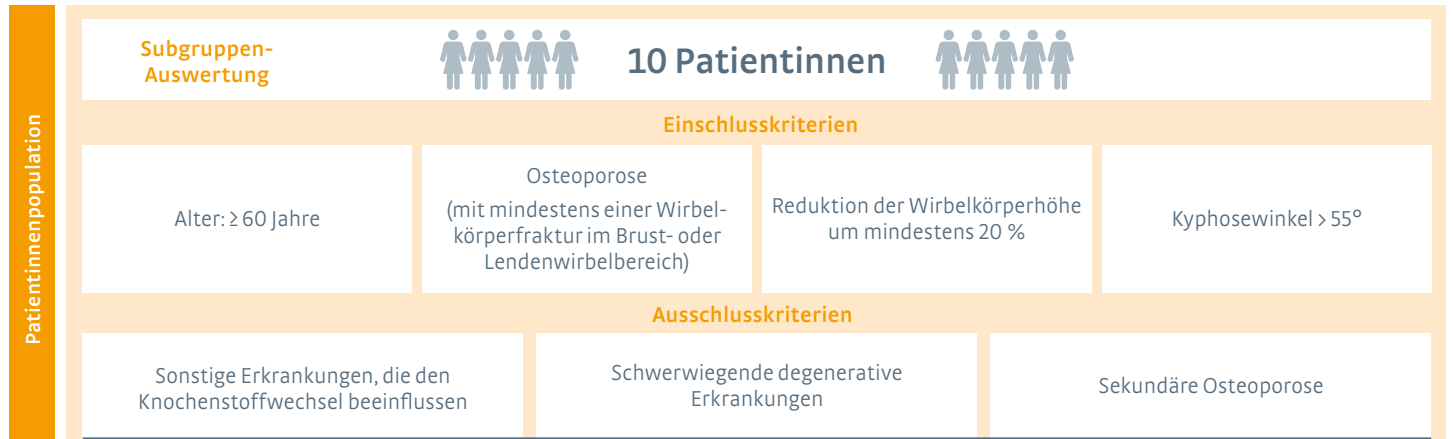 Patientinnenpopulation
Subgruppen-
Auswertung
10 Patientinnen
Einschlusskriterien
Alter: ≥ 60 Jahre
Osteoporose
(mit mindestens einer Wirbel-
körperfraktur im Brust- oder
Lendenwirbelbereich)
Reduktion der Wirbelkörperhöhe
um mindestens 20 %
Kyphosewinkel > 55°
Ausschlusskriterien
Sonstige Erkrankungen, die den
Knochenstoffwechsel beeinflussen
Schwerwiegende degenerative
Erkrankungen
Sekundäre Osteoporose